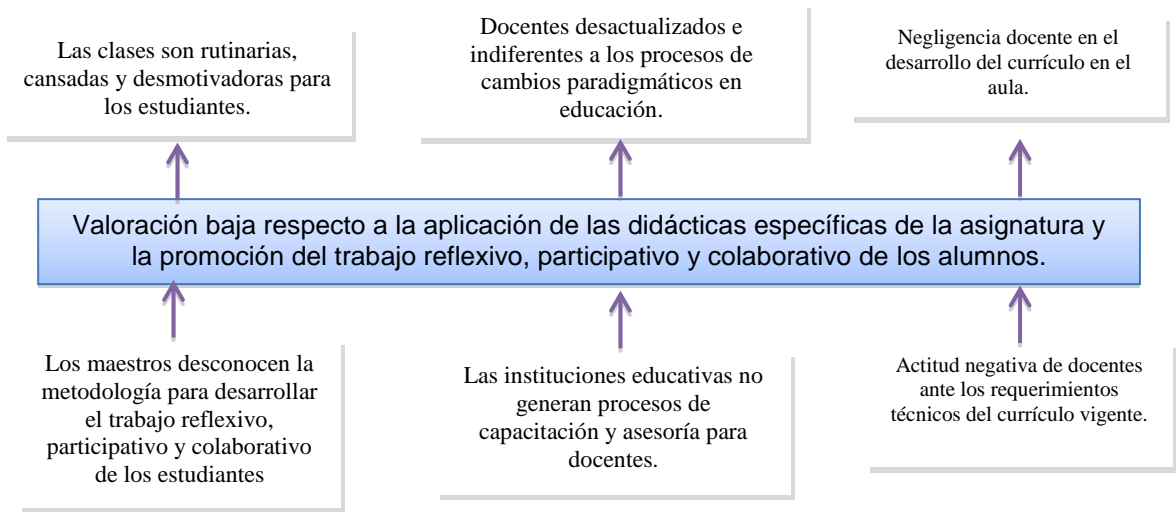 Las clases son rutinarias,
cansadas y desmotivadoras para
los estudiantes.
Docentes desactualizados e
indiferentes a los procesos de
cambios paradigmáticos en
educación.
Negligencia docente en el
desarrollo del currículo en el
aula.
Valoración baja respecto a la aplicación de las didácticas específicas de la asignatura y
la promoción del trabajo reflexivo, participativo y colaborativo de los alumnos.
Los maestros desconocen la
metodología para desarrollar
el trabajo reflexivo,
participativo y colaborativo
de los estudiantes
Las instituciones educativas no
generan procesos de
capacitación y asesoría para
docentes.
Actitud negativa de docentes
ante los requerimientos
técnicos del currículo vigente.